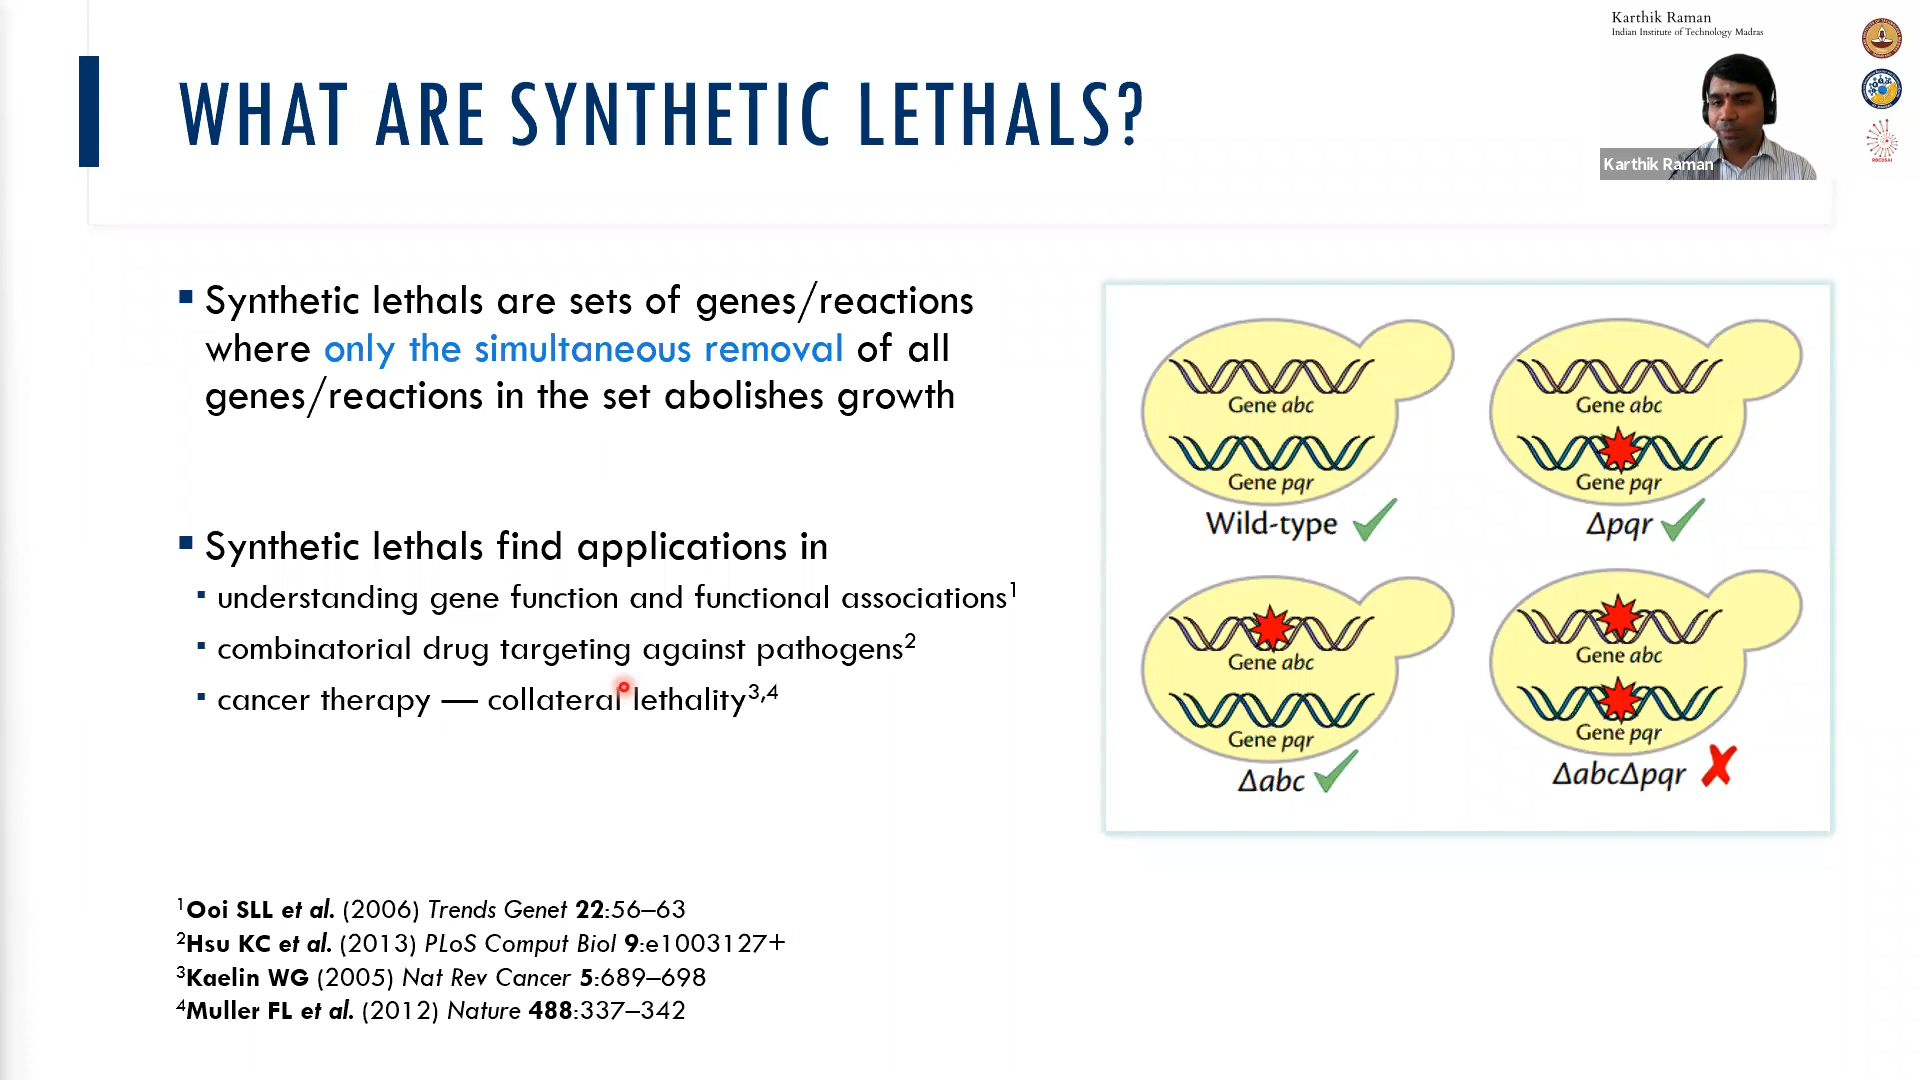 Karthik Raman
Indian Institute of Technology Madras
WHAT ARE SYNTHETIC LETHALS?
Karthik Raman
RBCDSAI
▪ Synthetic lethals are sets of genes/reactions
where only the simultaneous removal of all
genes/reactions in the set abolishes growth
▪ Synthetic lethals find applications in
▪ understanding gene function and functional associations¹
▪ combinatorial drug targeting against pathogens²
▪ cancer therapy — collateral lethality³,⁴
Gene abc
Gene pqr
Wild-type ✓
Gene abc
Gene pqr
Δpqr ✓
Gene abc
Gene pqr
Δabc ✓
Gene abc
Gene pqr
ΔabcΔpqr ✗
¹Ooi SLL et al. (2006) Trends Genet 22:56–63
²Hsu KC et al. (2013) PLoS Comput Biol 9:e1003127+
³Kaelin WG (2005) Nat Rev Cancer 5:689–698
⁴Muller FL et al. (2012) Nature 488:337–342